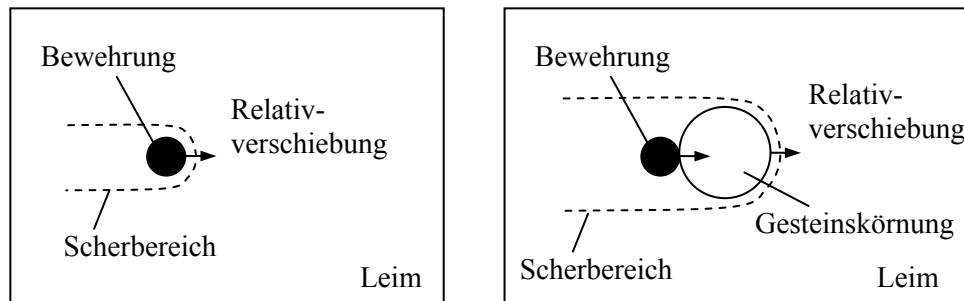 Bewehrung
Relativ-
verschiebung
Scherbereich
Leim
Bewehrung
Relativ-
verschiebung
Gesteinskörnung
Scherbereich
Leim